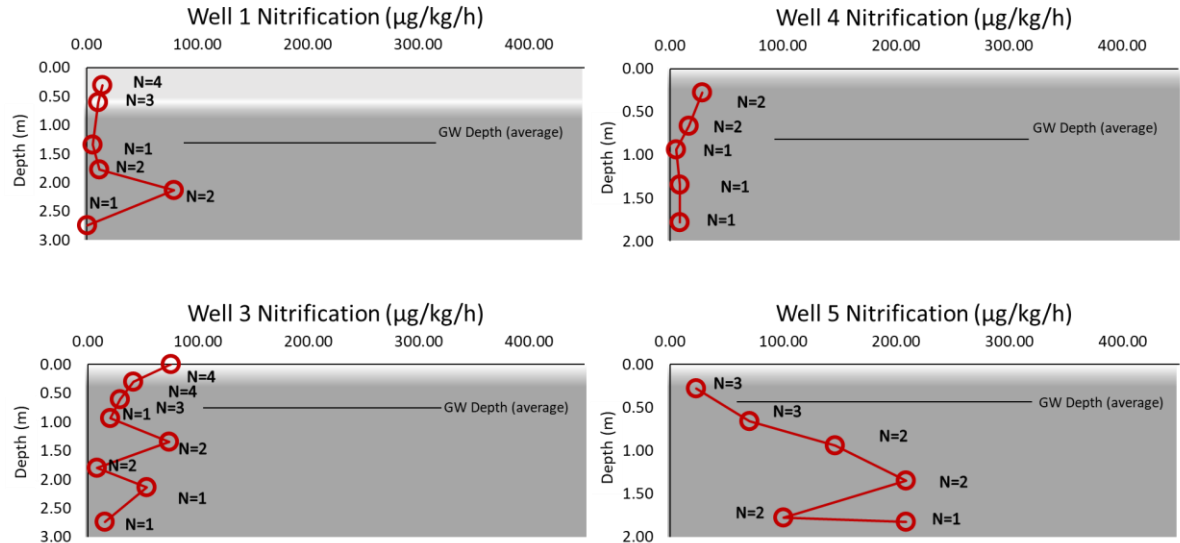 Well 1 Nitrification (µg/kg/h)
0.00 100.00 200.00 300.00 400.00
0.00
0.50
1.00
1.50
2.00
2.50
3.00
Depth (m)
N=4
N=3
GW Depth (average)
N=1
N=2
N=2
N=1
Well 4 Nitrification (µg/kg/h)
0.00 100.00 200.00 300.00 400.00
0.00
0.50
1.00
1.50
2.00
Depth (m)
N=2
N=2
GW Depth (average)
N=1
N=1
N=1
Well 3 Nitrification (µg/kg/h)
0.00 100.00 200.00 300.00 400.00
0.00
0.50
1.00
1.50
2.00
2.50
3.00
Depth (m)
N=4
N=4
N=3
GW Depth (average)
N=1
N=2
N=2
N=1
N=1
Well 5 Nitrification (µg/kg/h)
0.00 100.00 200.00 300.00 400.00
0.00
0.50
1.00
1.50
2.00
Depth (m)
N=3
GW Depth (average)
N=3
N=2
N=2
N=2
N=1